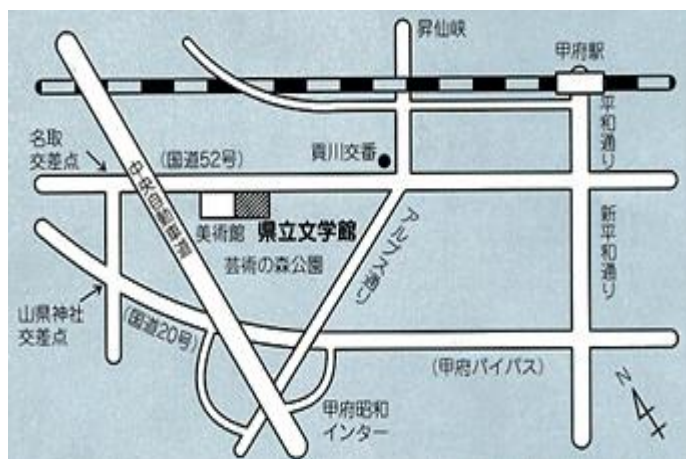 昇仙峡
甲府駅
平和通り
名取
交差点
(国道52号)
貢川交番
中央自動車道
美術館
県立文学館
芸術の森公園
アルプス通り
新平和通り
山県神社
交差点
(国道20号)
(甲府バイパス)
甲府昭和
インター
N